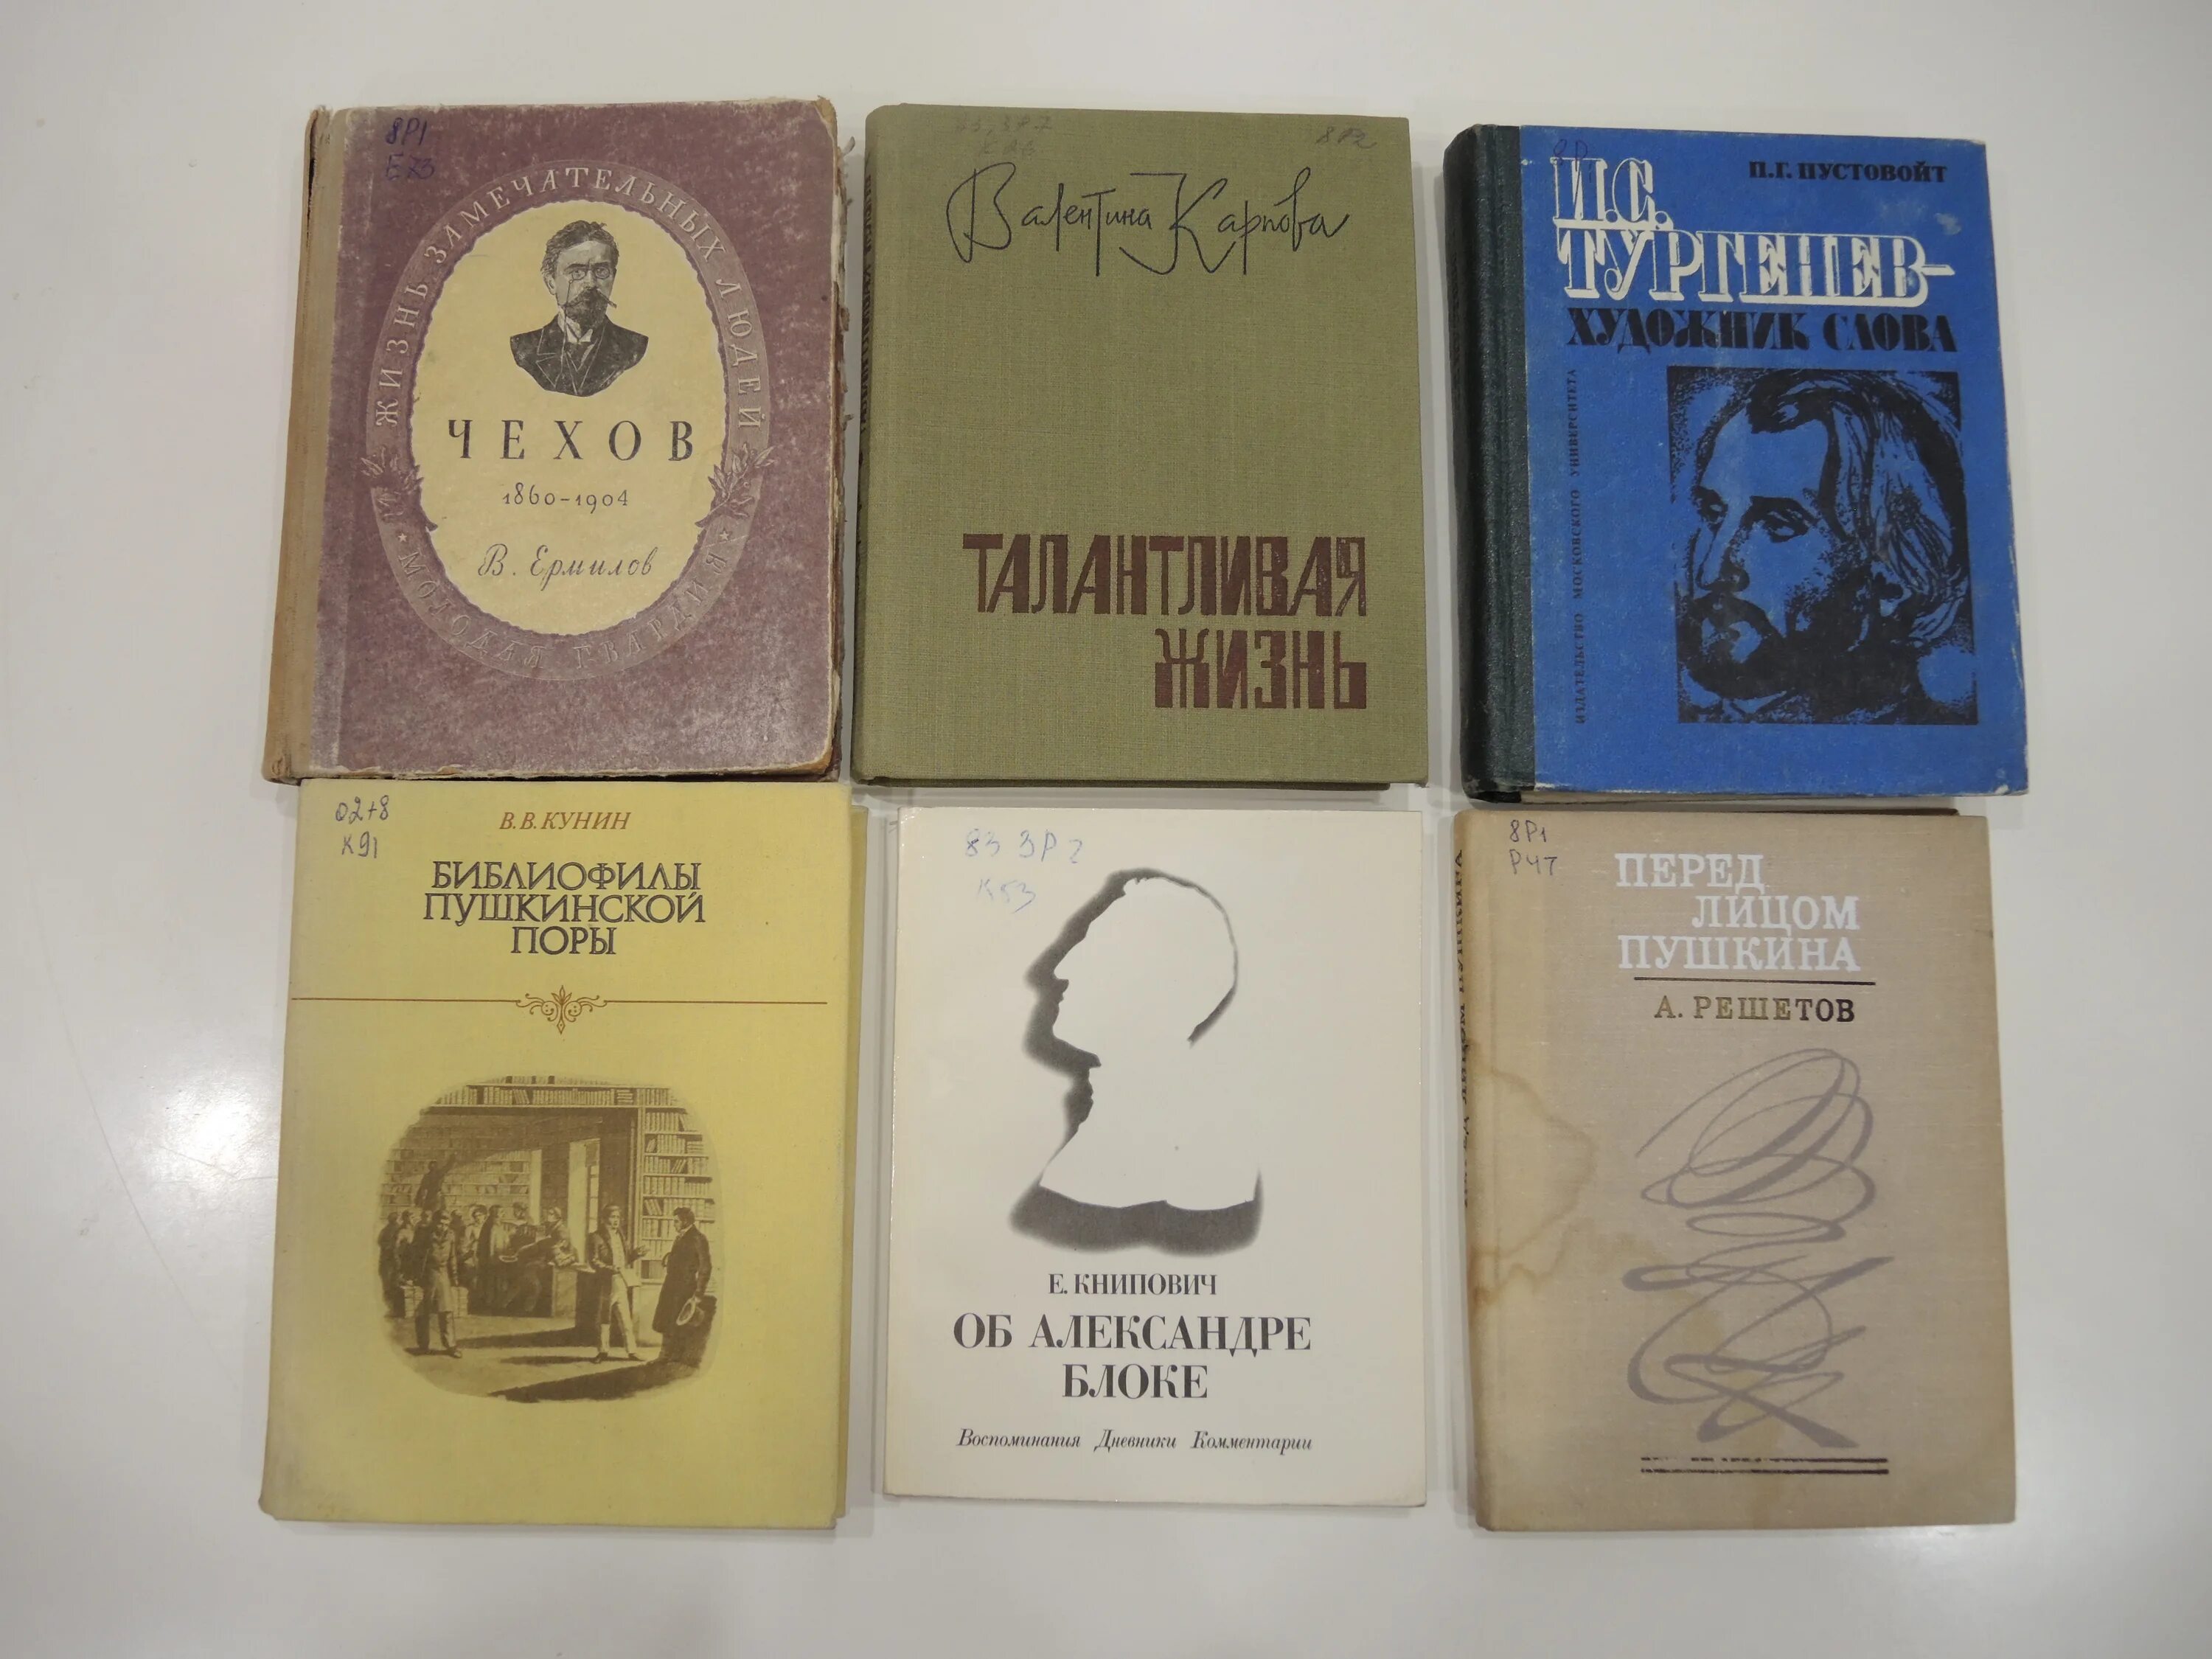 8Р1
Е73
ЖИЗНЬ ЗАМЕЧАТЕЛЬНЫХ ЛЮДЕЙ
ЧЕХОВ
1860-1904
В. Ермилов
МОЛОДАЯ ГВАРДИЯ
8Р2
Валентина Карпова
ТАЛАНТЛИВАЯ
ЖИЗНЬ
П.Г. ПУСТОВОЙТ
И.С.
ТУРГЕНЕВ–
ХУДОЖНИК СЛОВА
ИЗДАТЕЛЬСТВО МОСКОВСКОГО УНИВЕРСИТЕТА
02+8
К91
В.В. КУНИН
БИБЛИОФИЛЫ
ПУШКИНСКОЙ
ПОРЫ
83 3Р 7
К53
Е. КНИПОВИЧ
ОБ АЛЕКСАНДРЕ
БЛОКЕ
Воспоминания Дневники Комментарии
8Р1
Р47
ПЕРЕД
ЛИЦОМ
ПУШКИНА
А. РЕШЕТОВ